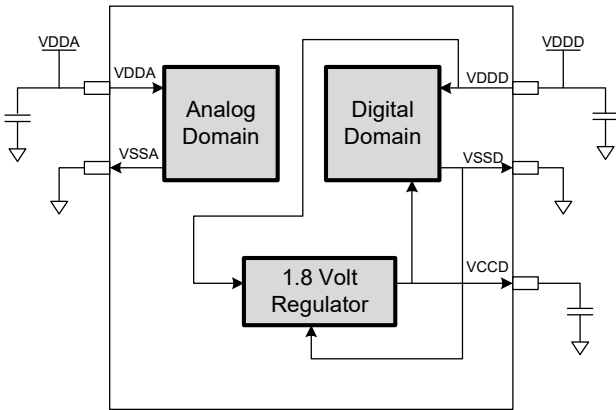 VDDA
VDDD
VDDA
Analog
Domain
Digital
Domain
VDDD
VSSA
VSSD
1.8 Volt
Regulator
VCCD